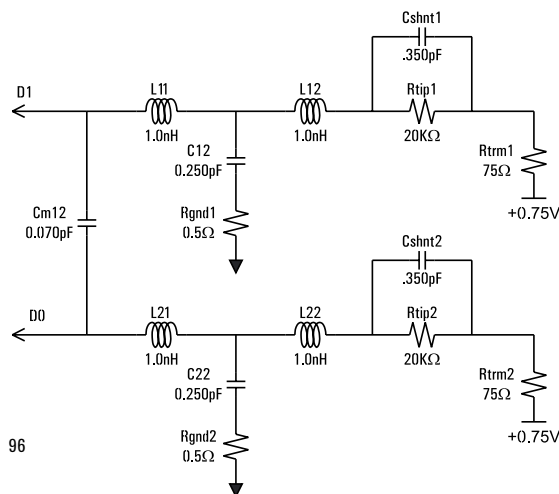 Cshnt1
.350pF
D1
L11
L12
1.0nH
1.0nH
Rtip1
20KΩ
C12
0.250pF
Rtrm1
75Ω
Rgnd1
0.5Ω
+0.75V
Cm12
0.070pF
Cshnt2
.350pF
D0
L21
L22
1.0nH
1.0nH
Rtip2
20KΩ
C22
0.250pF
Rtrm2
75Ω
Rgnd2
0.5Ω
+0.75V
96